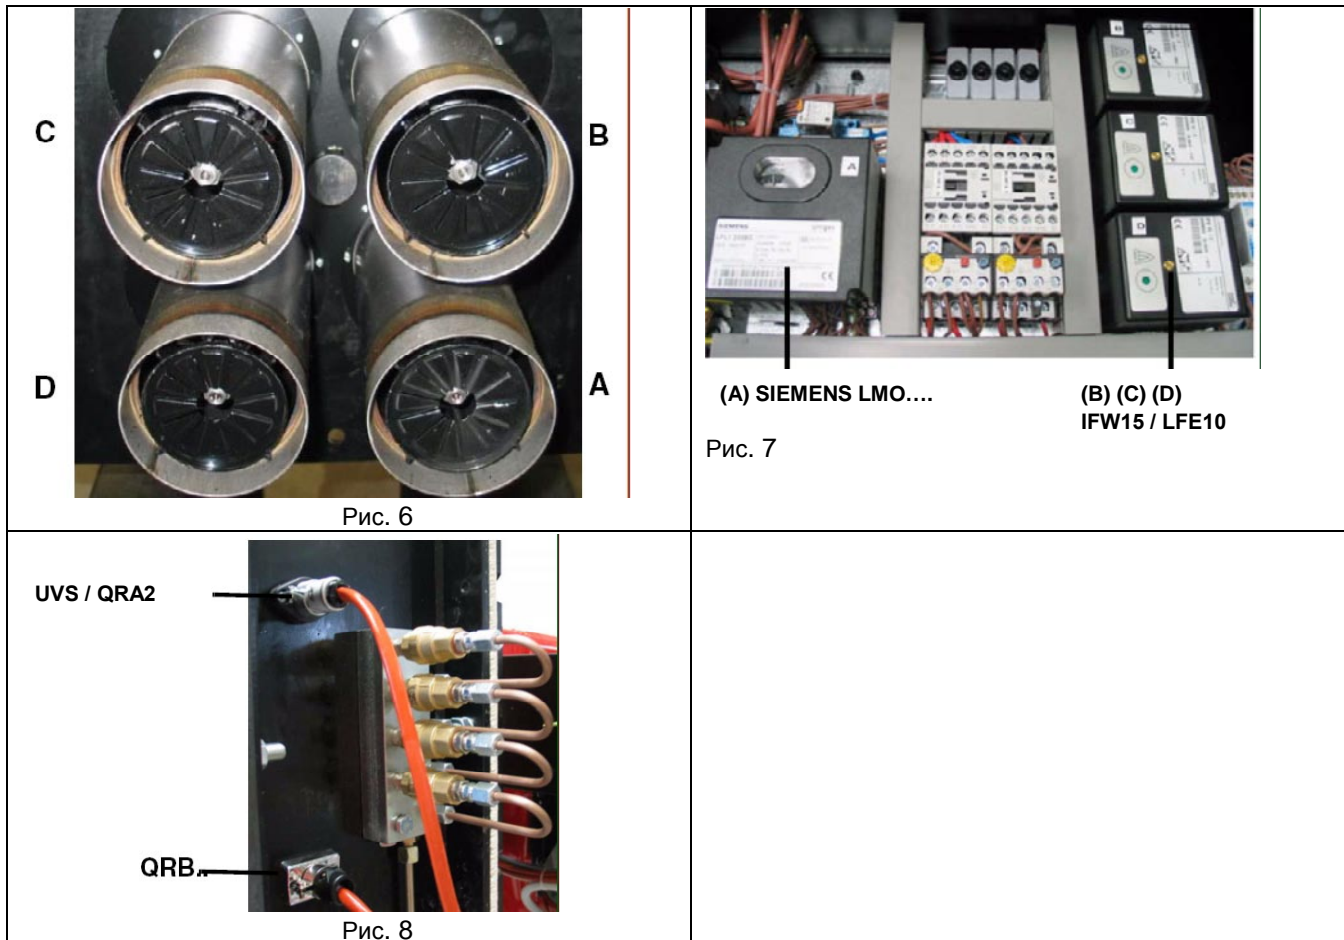 C
B
D
A
Рис. 6
B
C
A
D
SIEMENS
(A) SIEMENS LMO....
(B) (C) (D)
IFW15 / LFE10
Рис. 7
UVS / QRA2
QRB..
Рис. 8